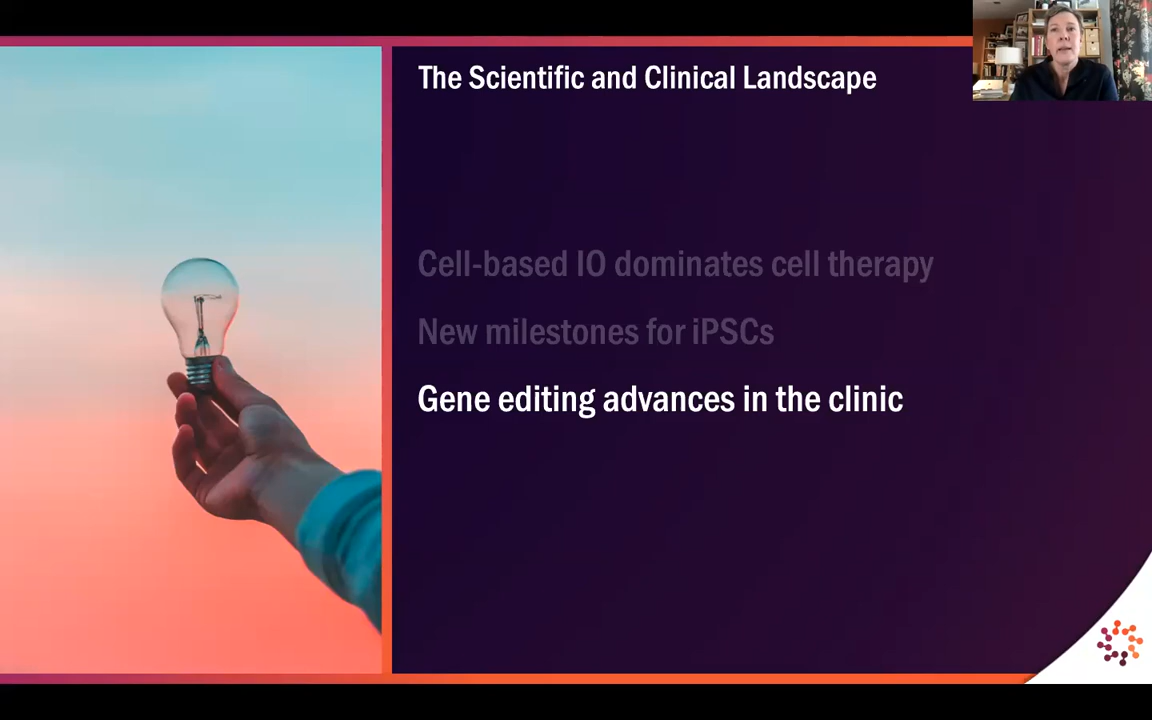 The Scientific and Clinical Landscape
Cell-based IO dominates cell therapy
New milestones for iPSCs
Gene editing advances in the clinic